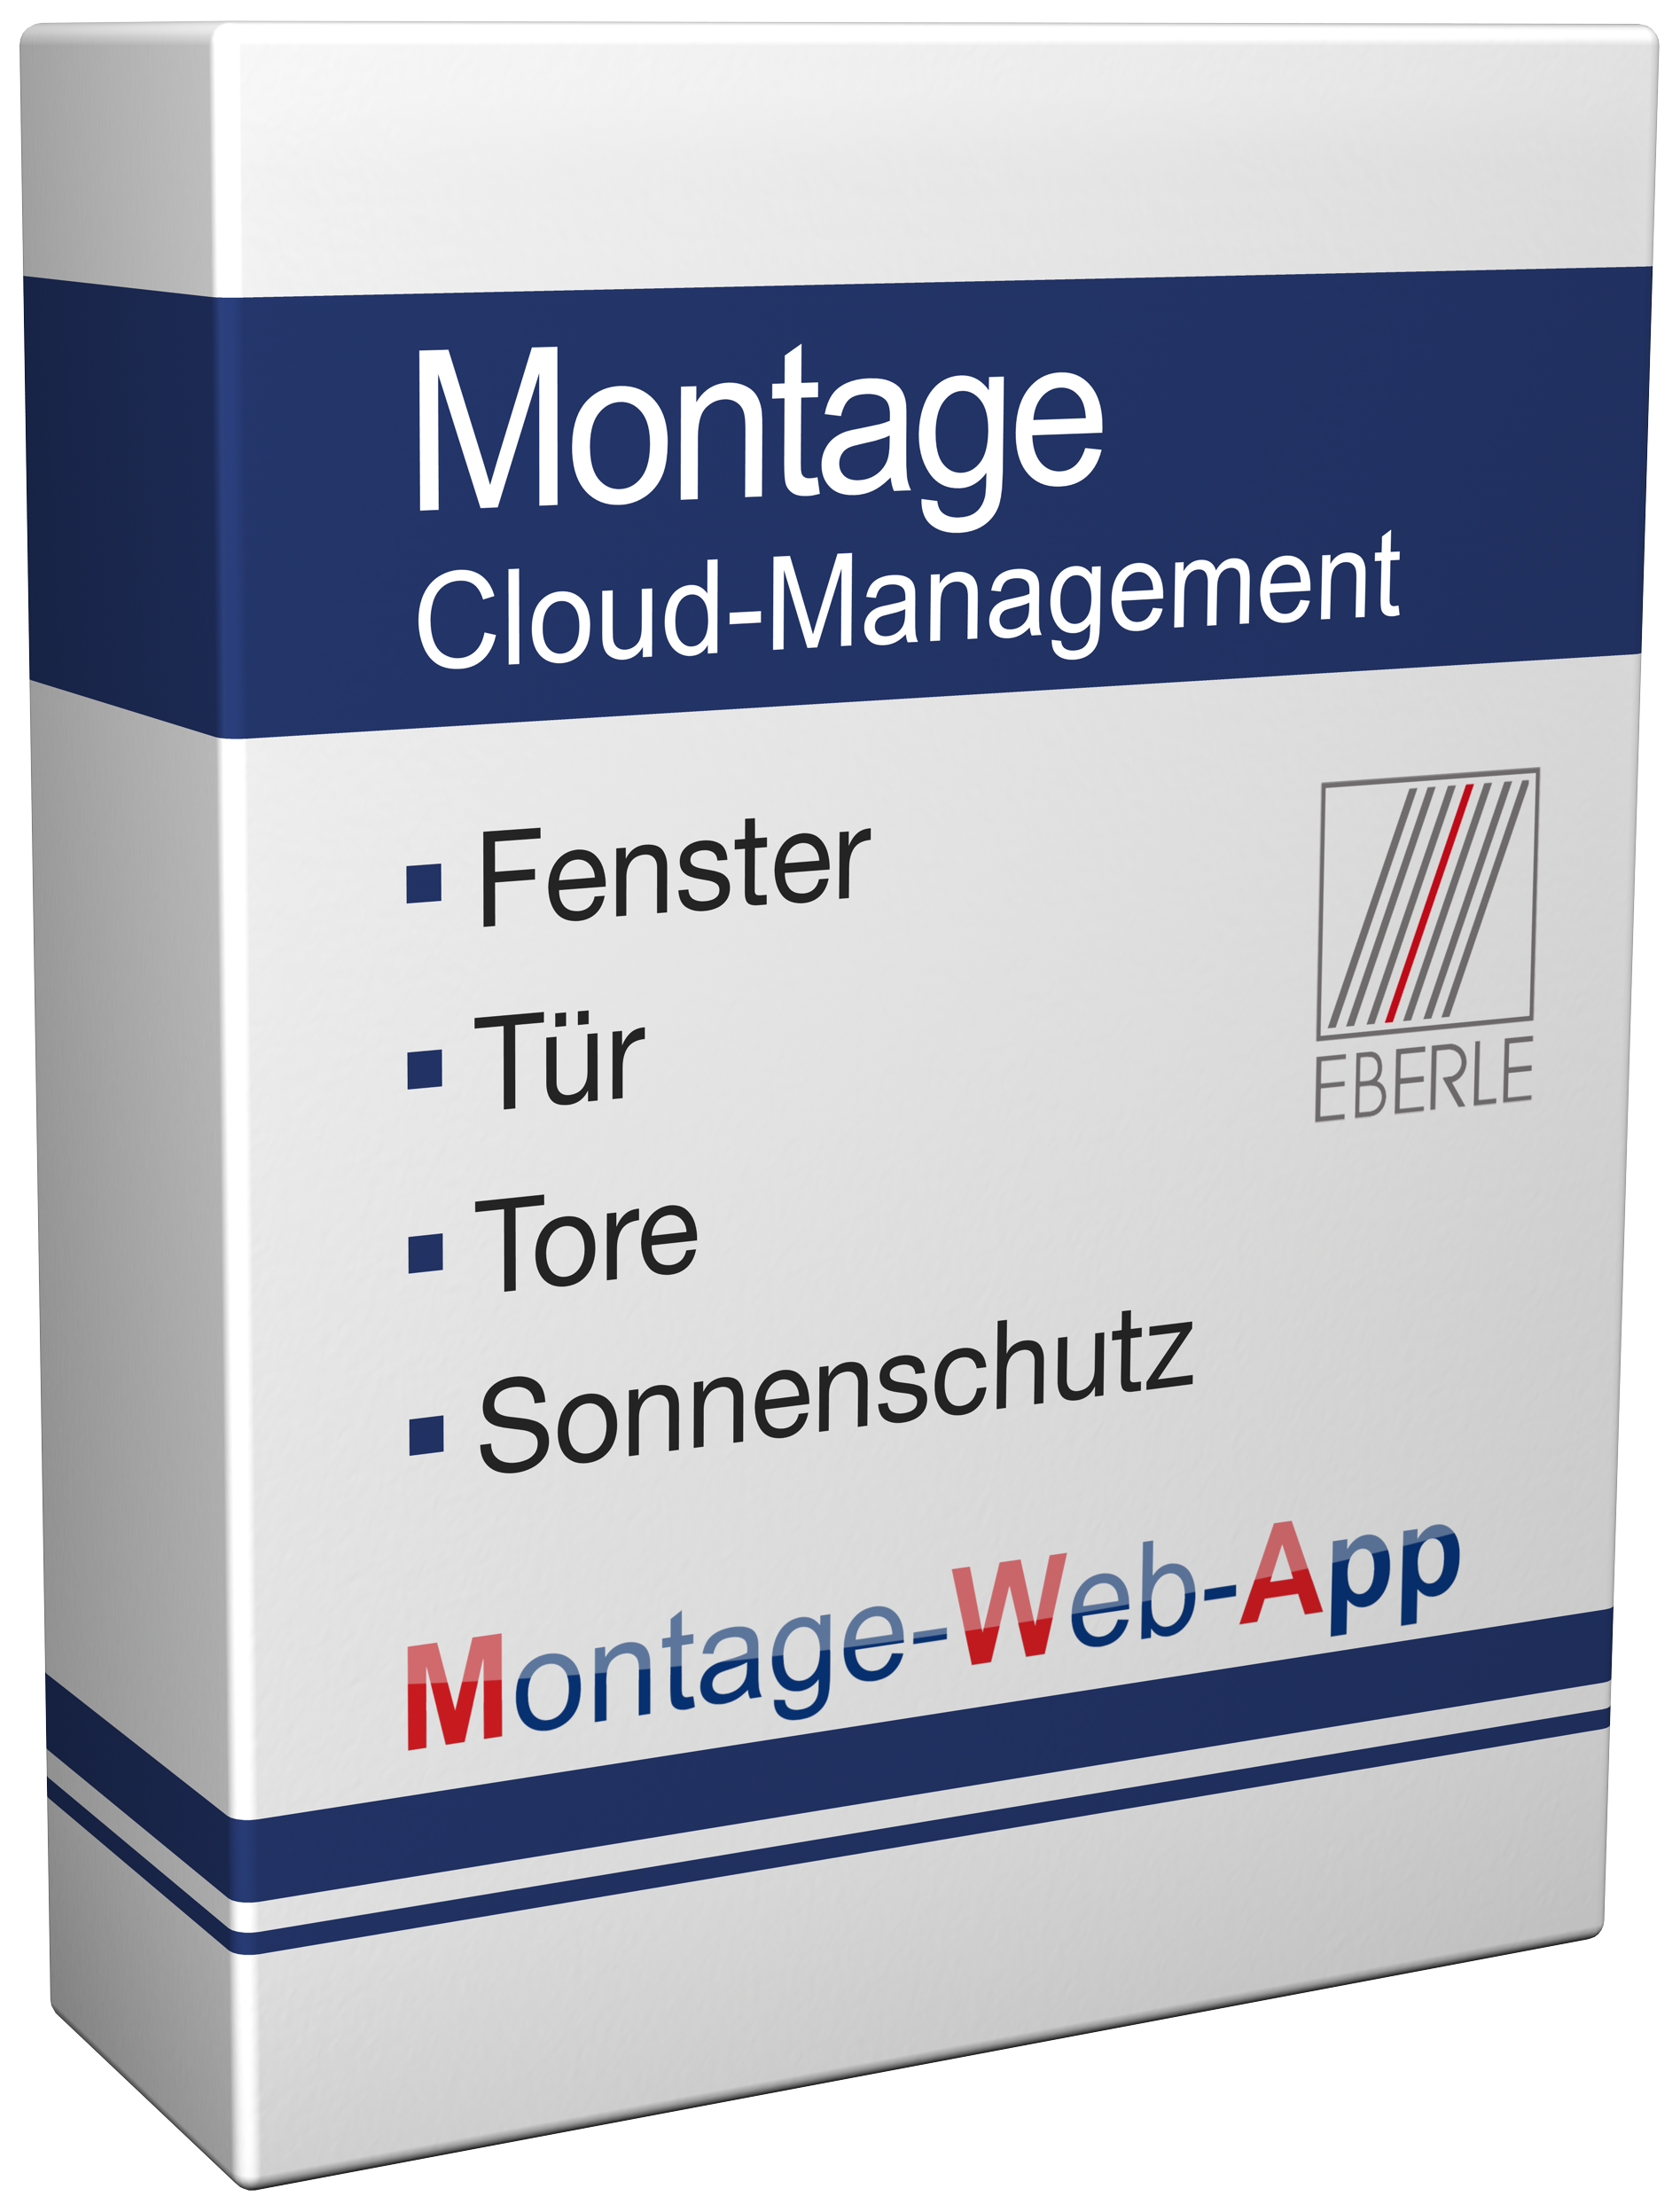 Montage
Cloud-Management
▪ Fenster
▪ Tür
▪ Tore
▪ Sonnenschutz
EBERLE
Montage-Web-App